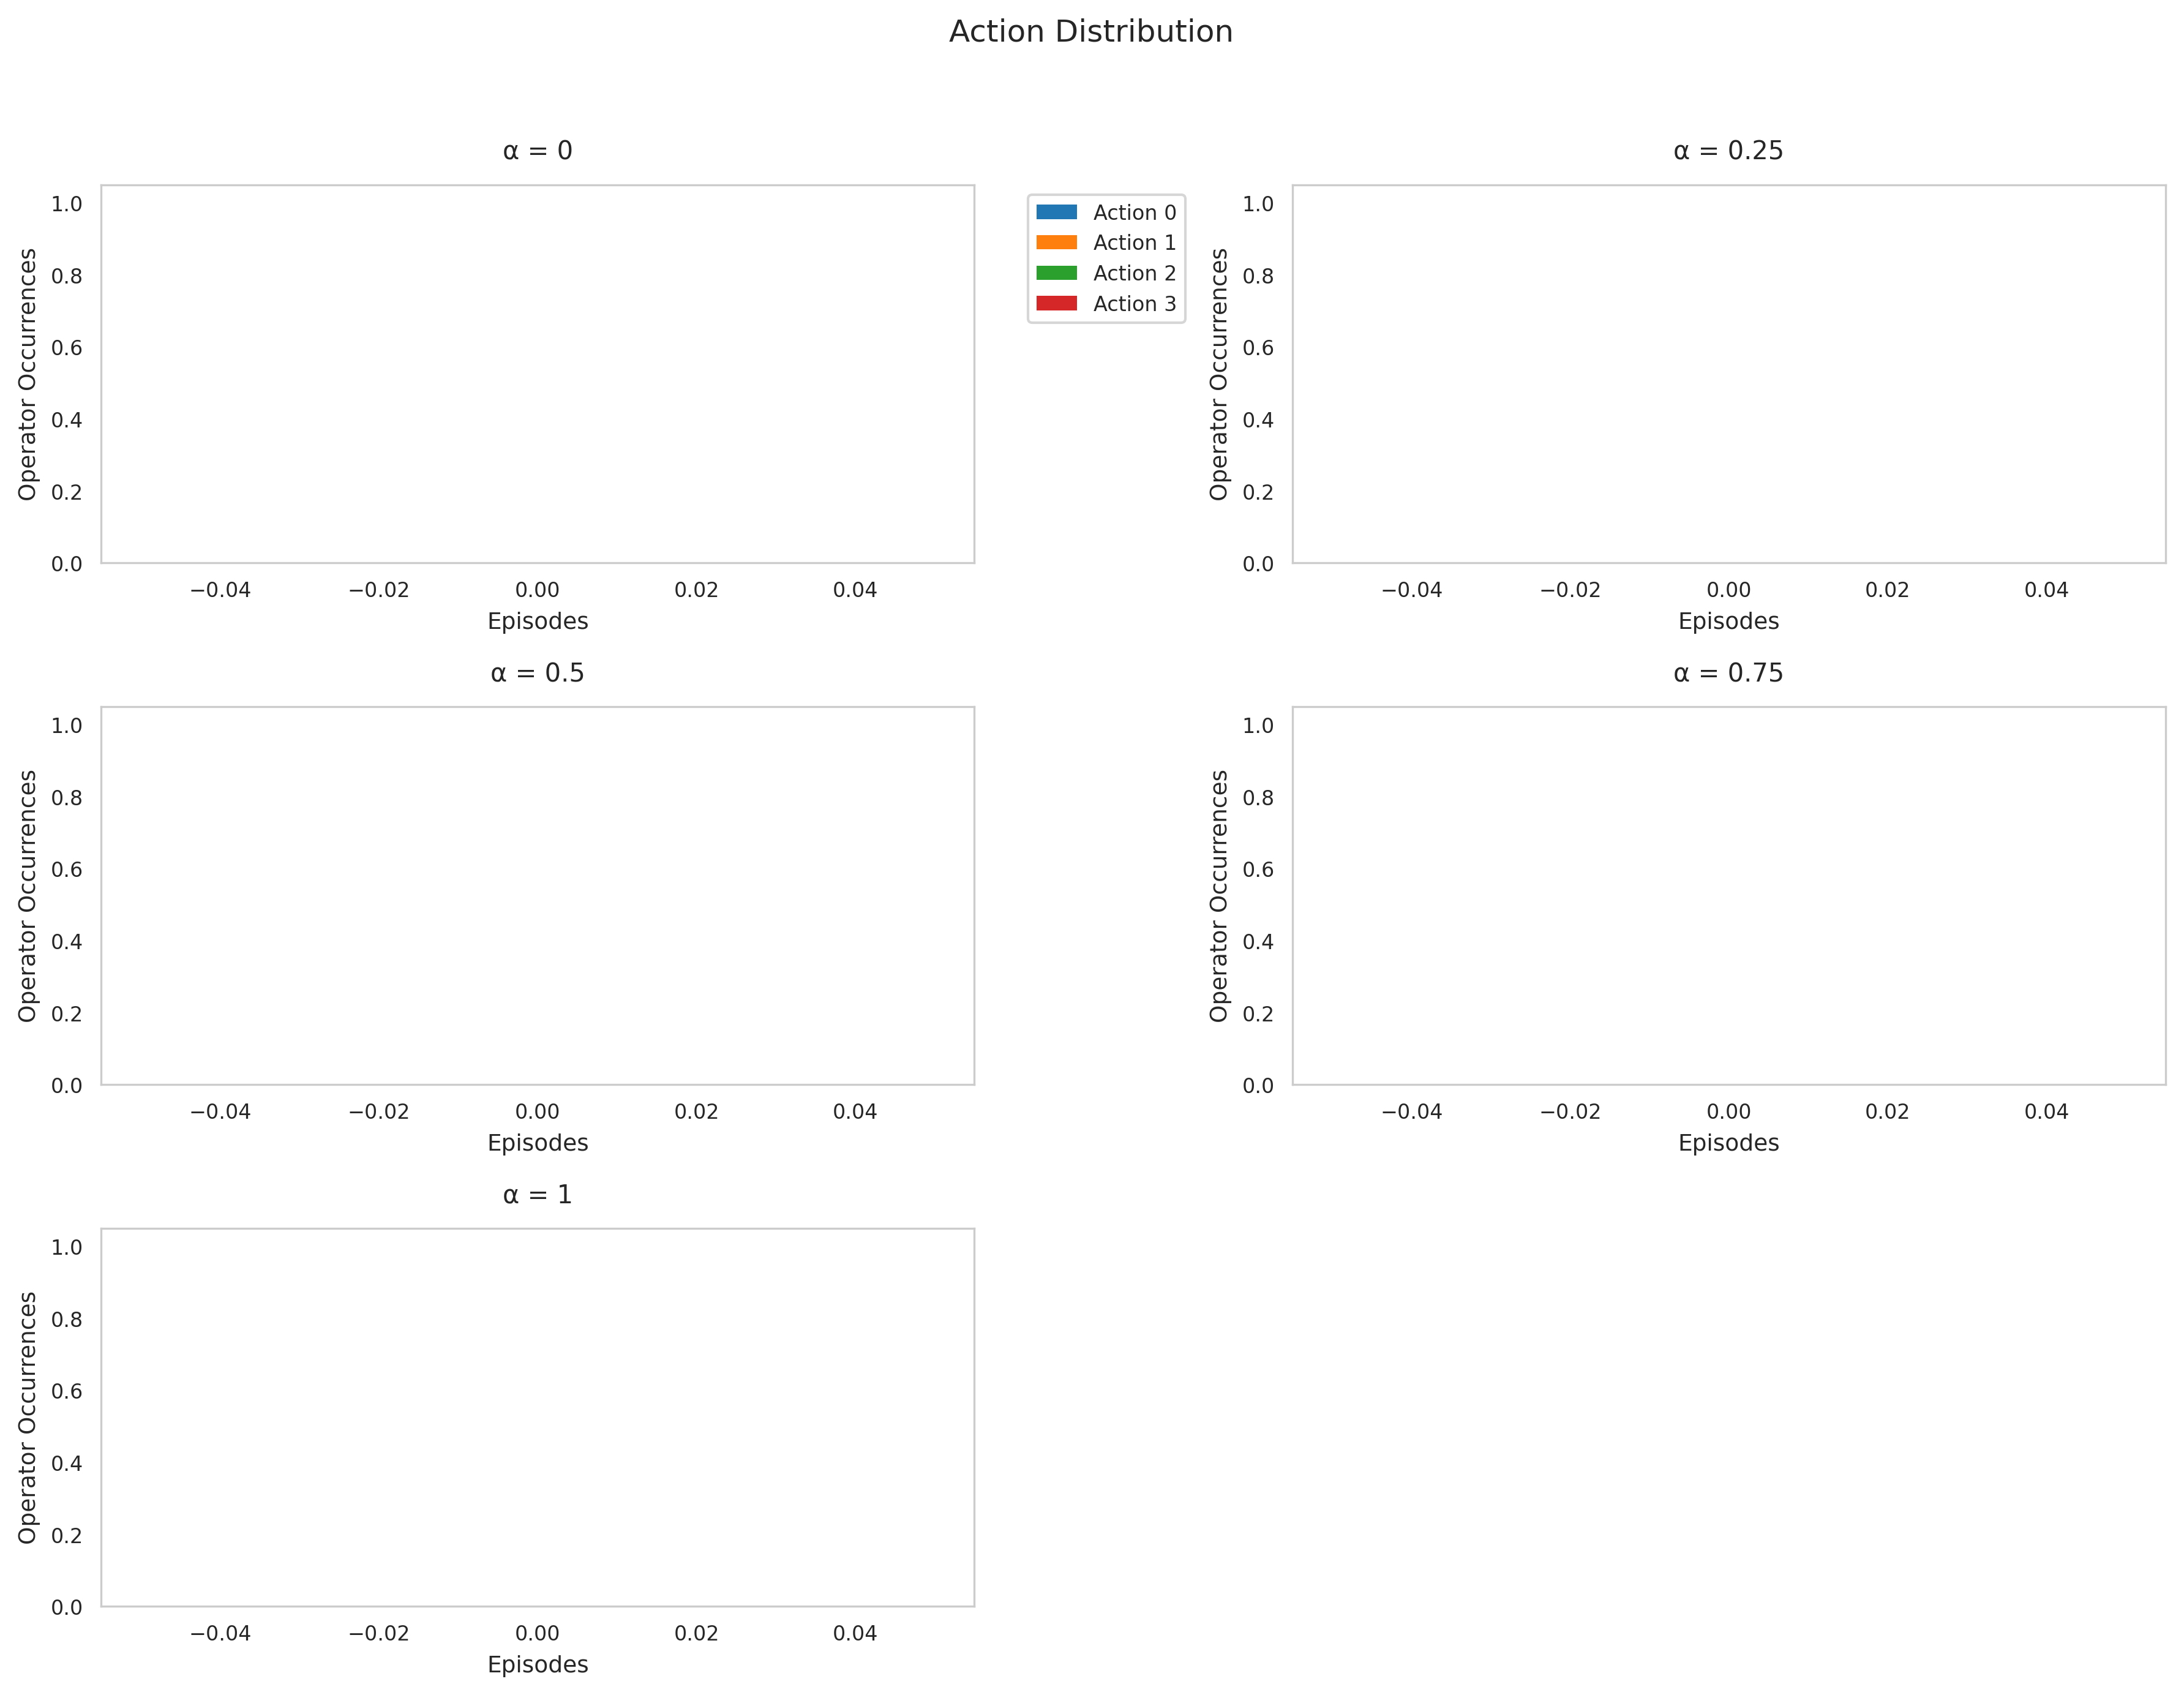 Action Distribution
α = 0
1.0
0.8
0.6
0.4
0.2
0.0
Operator Occurrences
−0.04 −0.02 0.00 0.02 0.04
Episodes
Action 0
Action 1
Action 2
Action 3
α = 0.25
1.0
0.8
0.6
0.4
0.2
0.0
Operator Occurrences
−0.04 −0.02 0.00 0.02 0.04
Episodes
α = 0.5
1.0
0.8
0.6
0.4
0.2
0.0
Operator Occurrences
−0.04 −0.02 0.00 0.02 0.04
Episodes
α = 0.75
1.0
0.8
0.6
0.4
0.2
0.0
Operator Occurrences
−0.04 −0.02 0.00 0.02 0.04
Episodes
α = 1
1.0
0.8
0.6
0.4
0.2
0.0
Operator Occurrences
−0.04 −0.02 0.00 0.02 0.04
Episodes